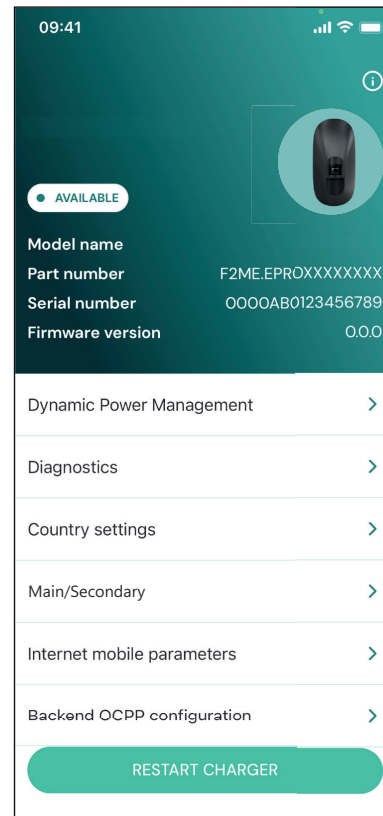 09:41
AVAILABLE
Model name
Part number F2ME.EPROXXXXXXXX
Serial number 0000AB0123456789
Firmware version 0.0.0
Dynamic Power Management
Diagnostics
Country settings
Main/Secondary
Internet mobile parameters
Backend OCPP configuration
RESTART CHARGER